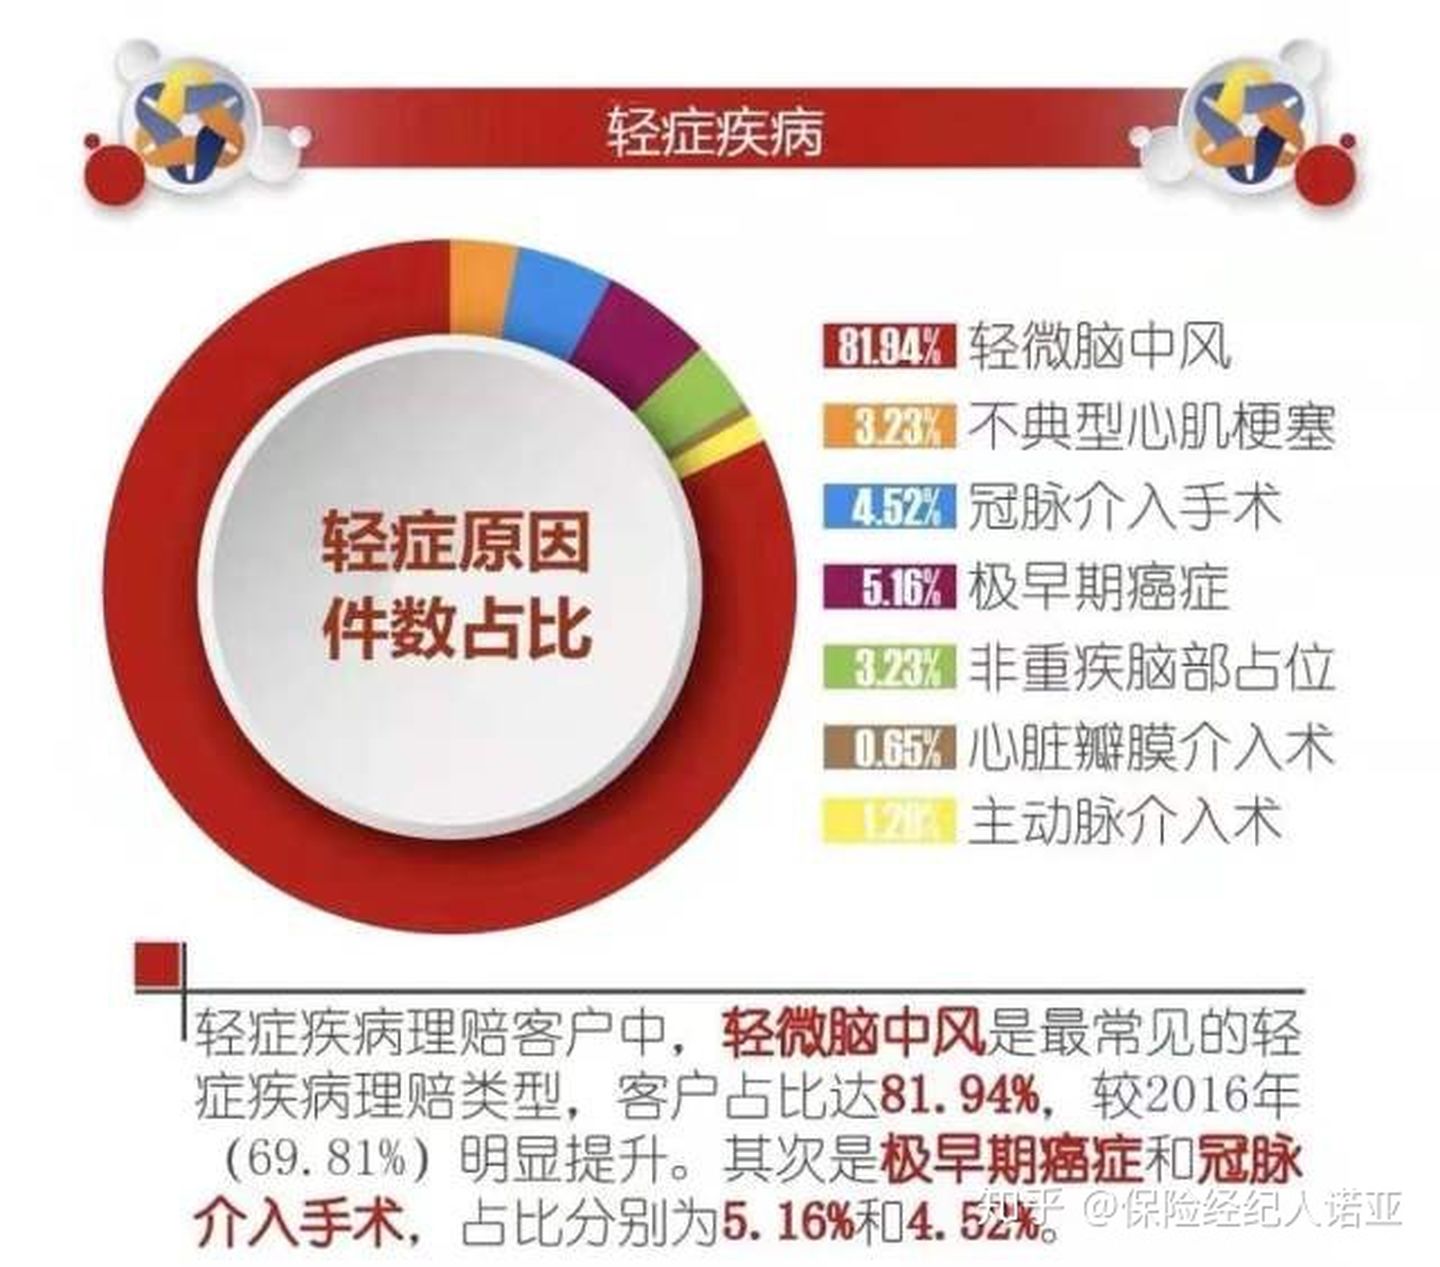 轻症疾病
轻症原因
件数占比
81.94% 轻微脑中风
3.23% 不典型心肌梗塞
4.52% 冠脉介入手术
5.16% 极早期癌症
3.23% 非重疾脑部占位
0.65% 心脏瓣膜介入术
主动脉介入术
轻症疾病理赔客户中，轻微脑中风是最常见的轻
症疾病理赔类型，客户占比达81.94%，较2016年
(69.81%) 明显提升。其次是极早期癌症和冠脉
介入手术，占比分别为5.16%和4.52%。
知乎 @保险经纪人诺亚